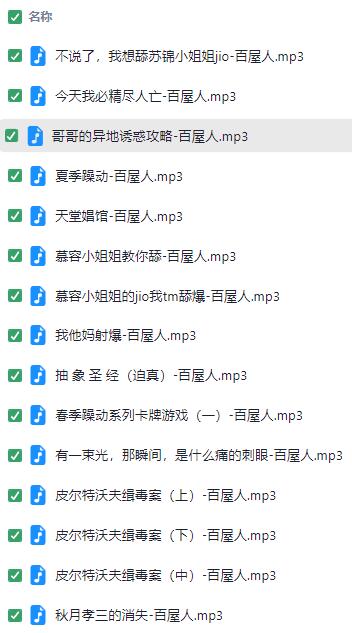 名称
不说了，我想舔苏锦小姐姐jio-百屋人.mp3
今天我必精尽人亡-百屋人.mp3
哥哥的异地诱惑攻略-百屋人.mp3
夏季躁动-百屋人.mp3
天堂娼馆-百屋人.mp3
慕容小姐姐教你舔-百屋人.mp3
慕容小姐姐的jio我tm舔爆-百屋人.mp3
我他妈射爆-百屋人.mp3
抽 象 圣 经（迫真）-百屋人.mp3
春季躁动系列卡牌游戏（一）-百屋人.mp3
有一束光，那瞬间，是什么痛的刺眼-百屋人.mp3
皮尔特沃夫缉毒案（上）-百屋人.mp3
皮尔特沃夫缉毒案（下）-百屋人.mp3
皮尔特沃夫缉毒案（中）-百屋人.mp3
秋月孝三的消失-百屋人.mp3